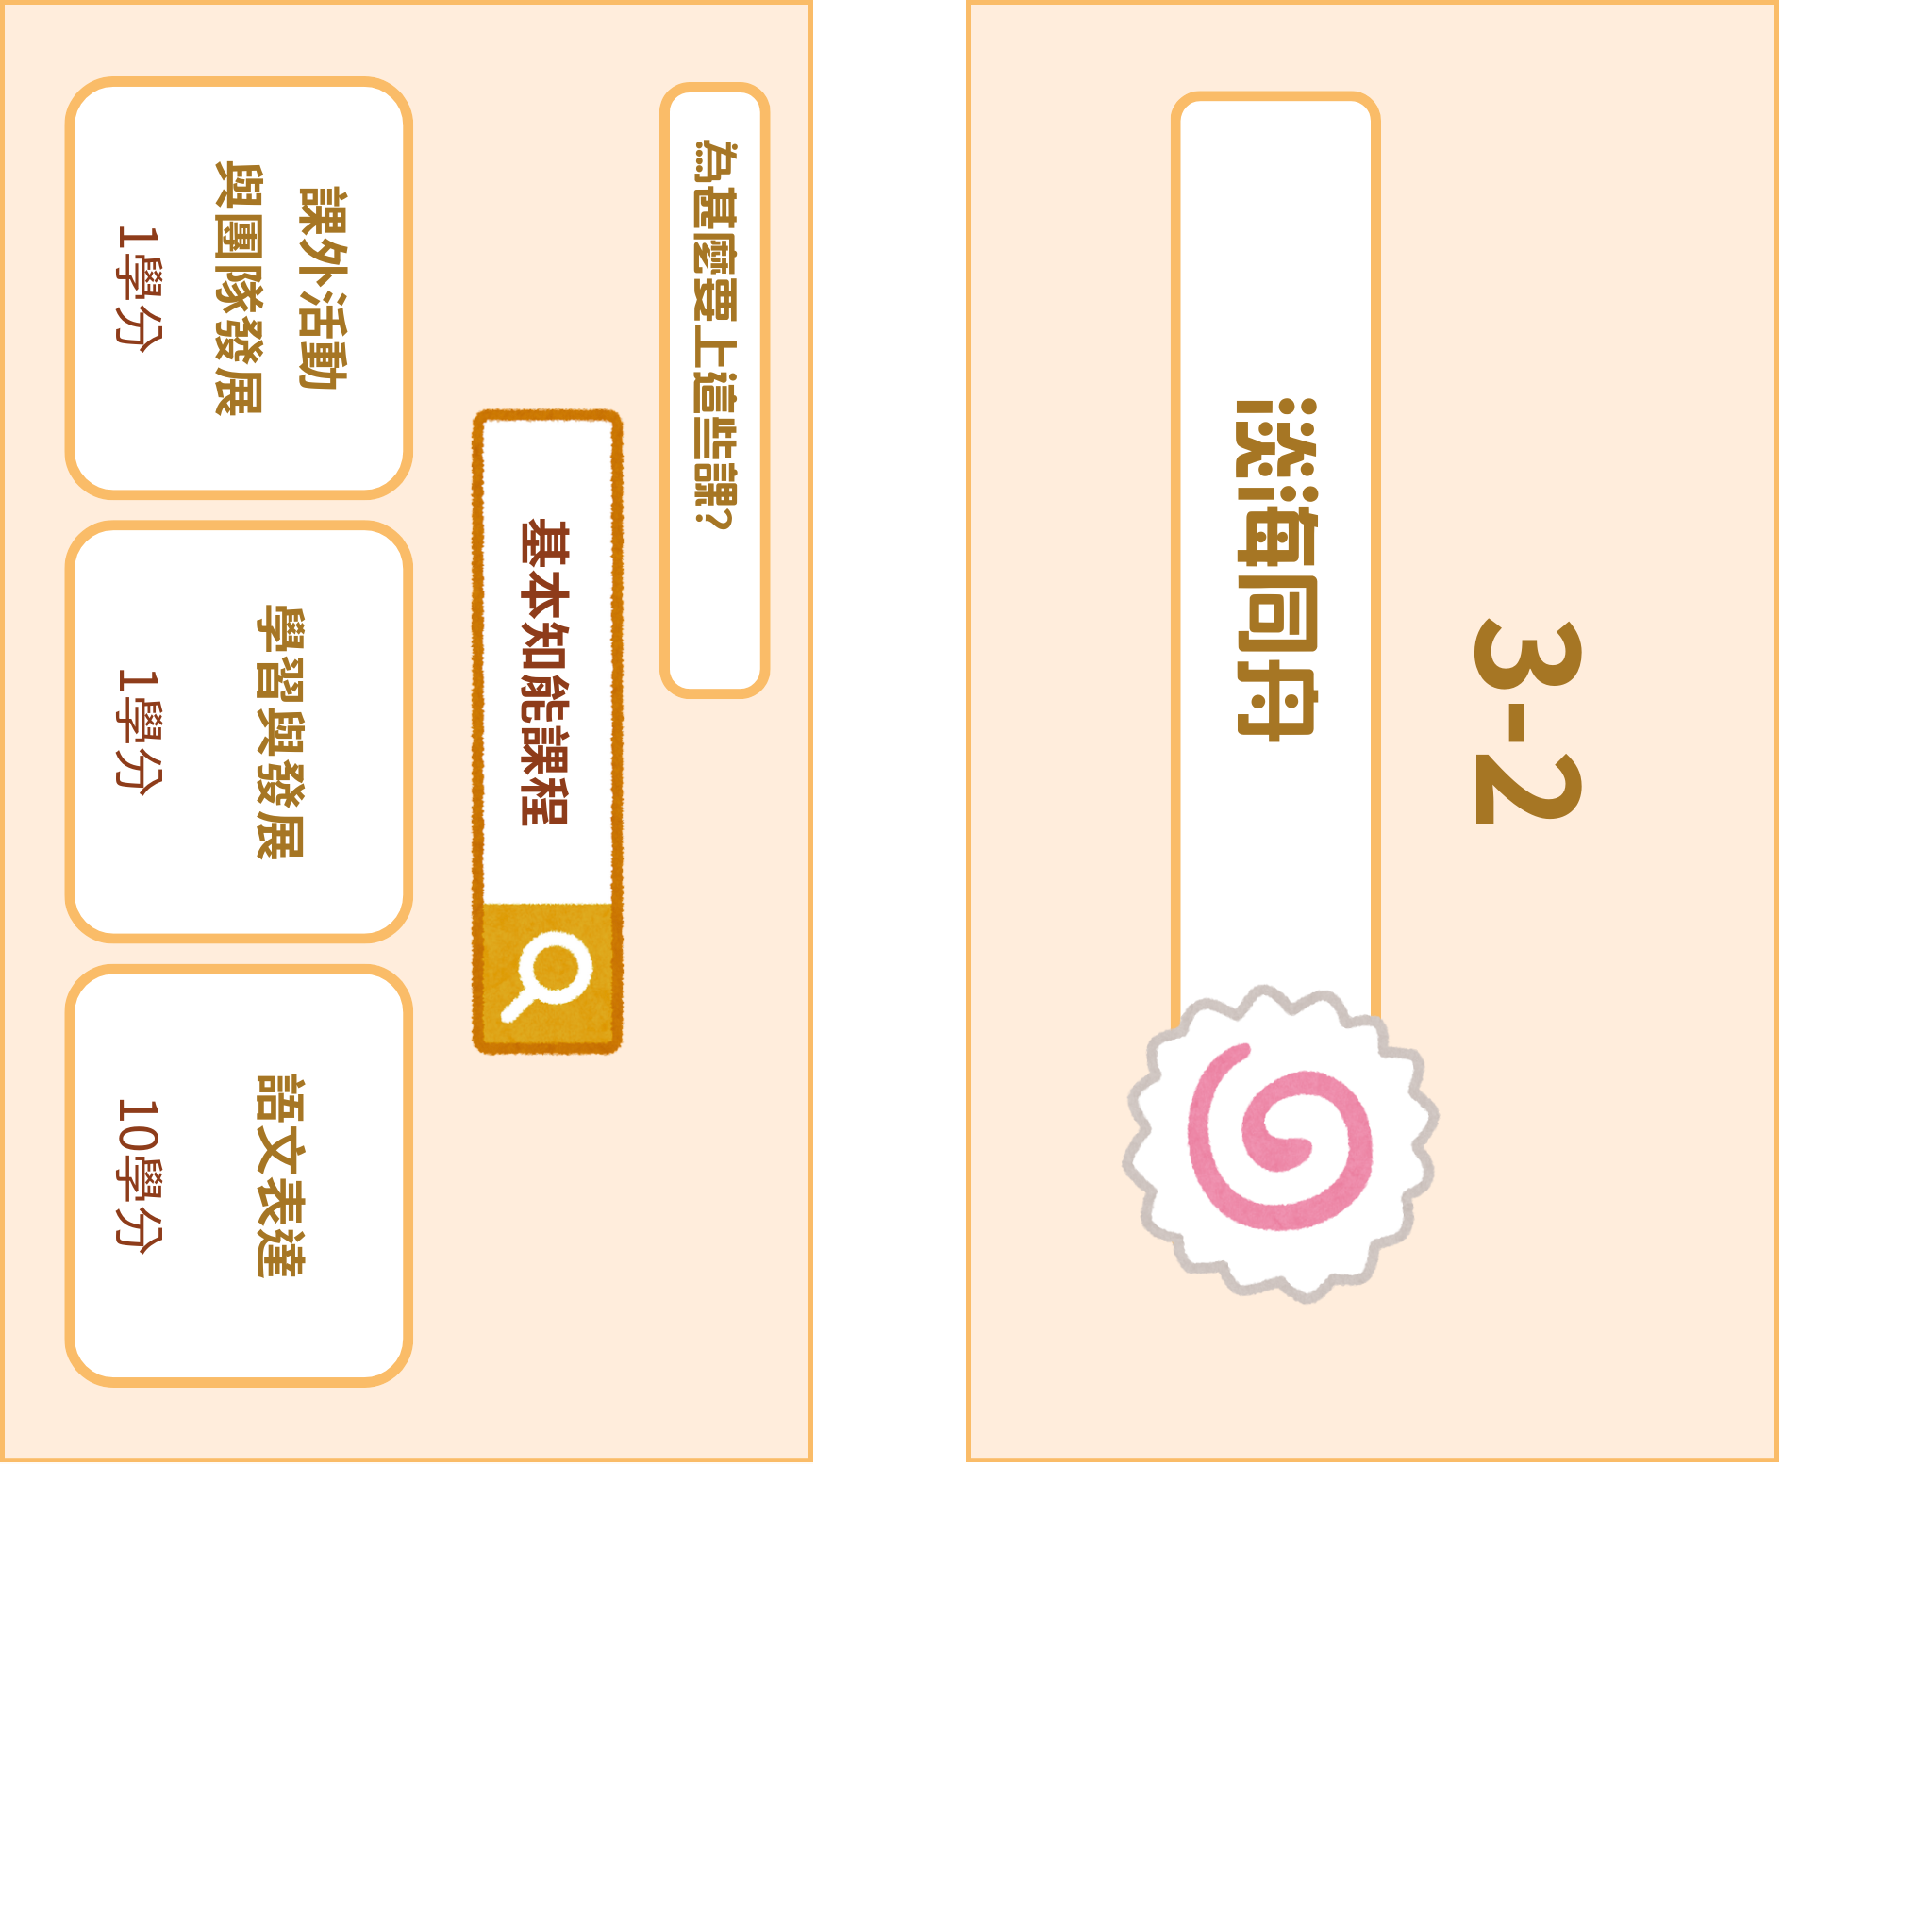 3-2
淡海同舟
為甚麼要上這些課?
基本知能課程
課外活動
與團隊發展
1學分
學習與發展
1學分
語文表達
10學分